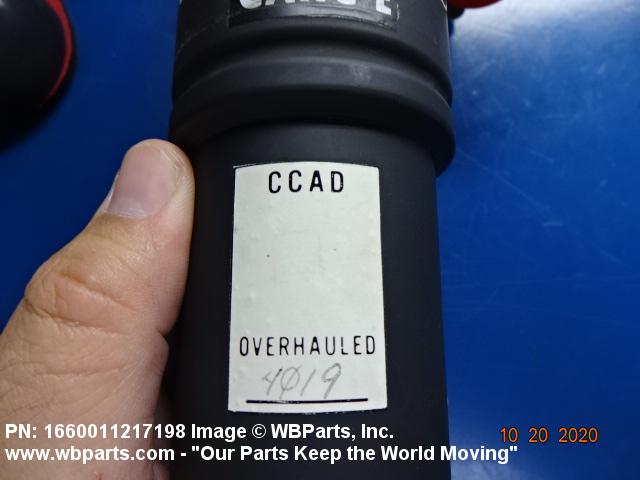 CCAD
OVERHAULED
4019
PN: 1660011217198 Image © WBParts, Inc.
10 20 2020
www.wbparts.com - "Our Parts Keep the World Moving"